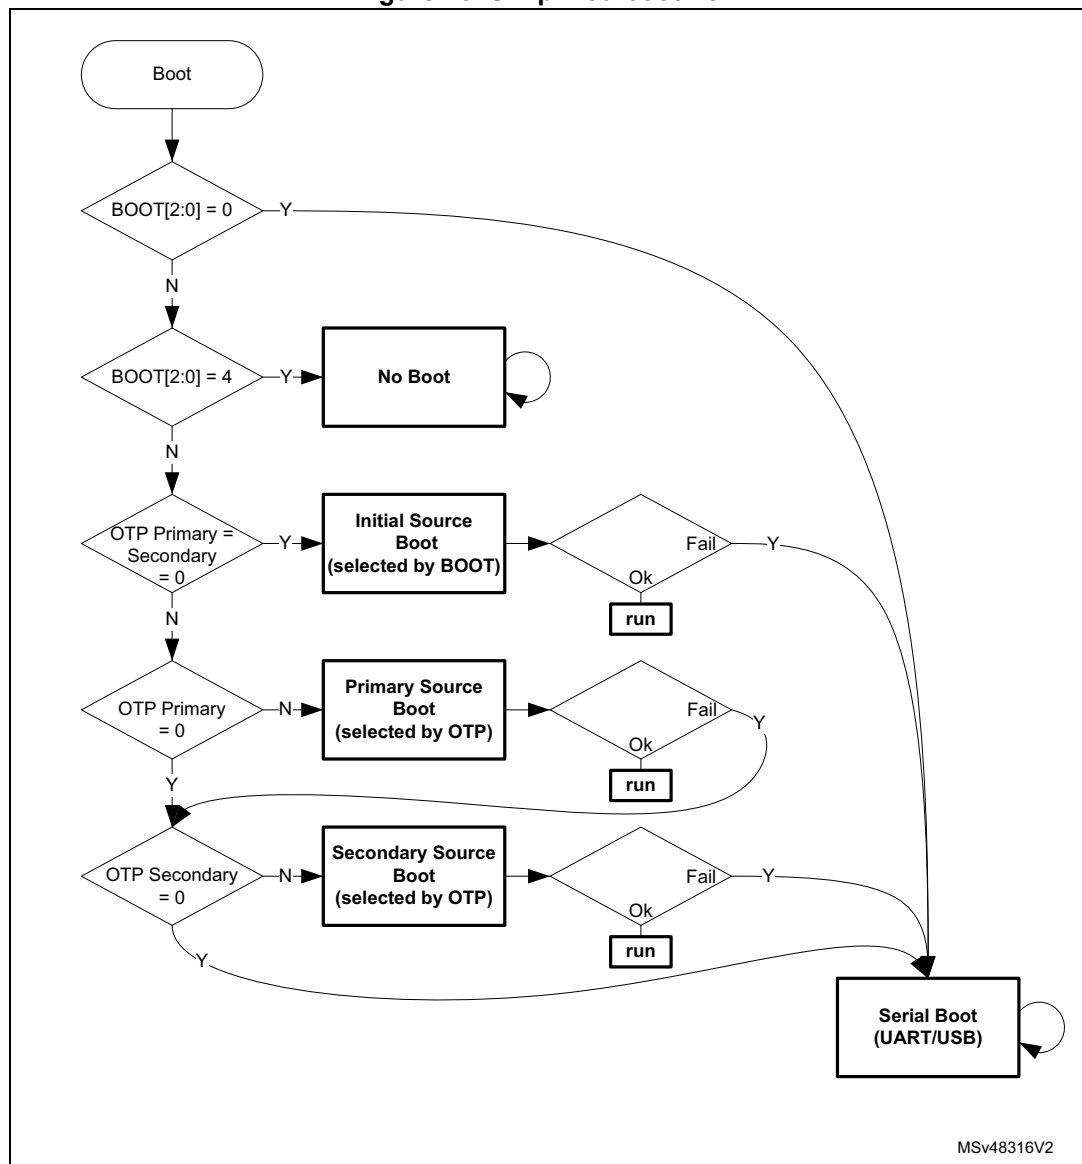 Boot
BOOT[2:0] = 0
Y
N
BOOT[2:0] = 4
Y
No Boot
N
OTP Primary =
Secondary
= 0
Y
Initial Source
Boot
(selected by BOOT)
Fail
Y
Ok
run
N
OTP Primary
= 0
N
Primary Source
Boot
(selected by OTP)
Fail
Y
Ok
run
Y
OTP Secondary
= 0
N
Secondary Source
Boot
(selected by OTP)
Fail
Y
Ok
run
Y
Serial Boot
(UART/USB)
MSv48316V2